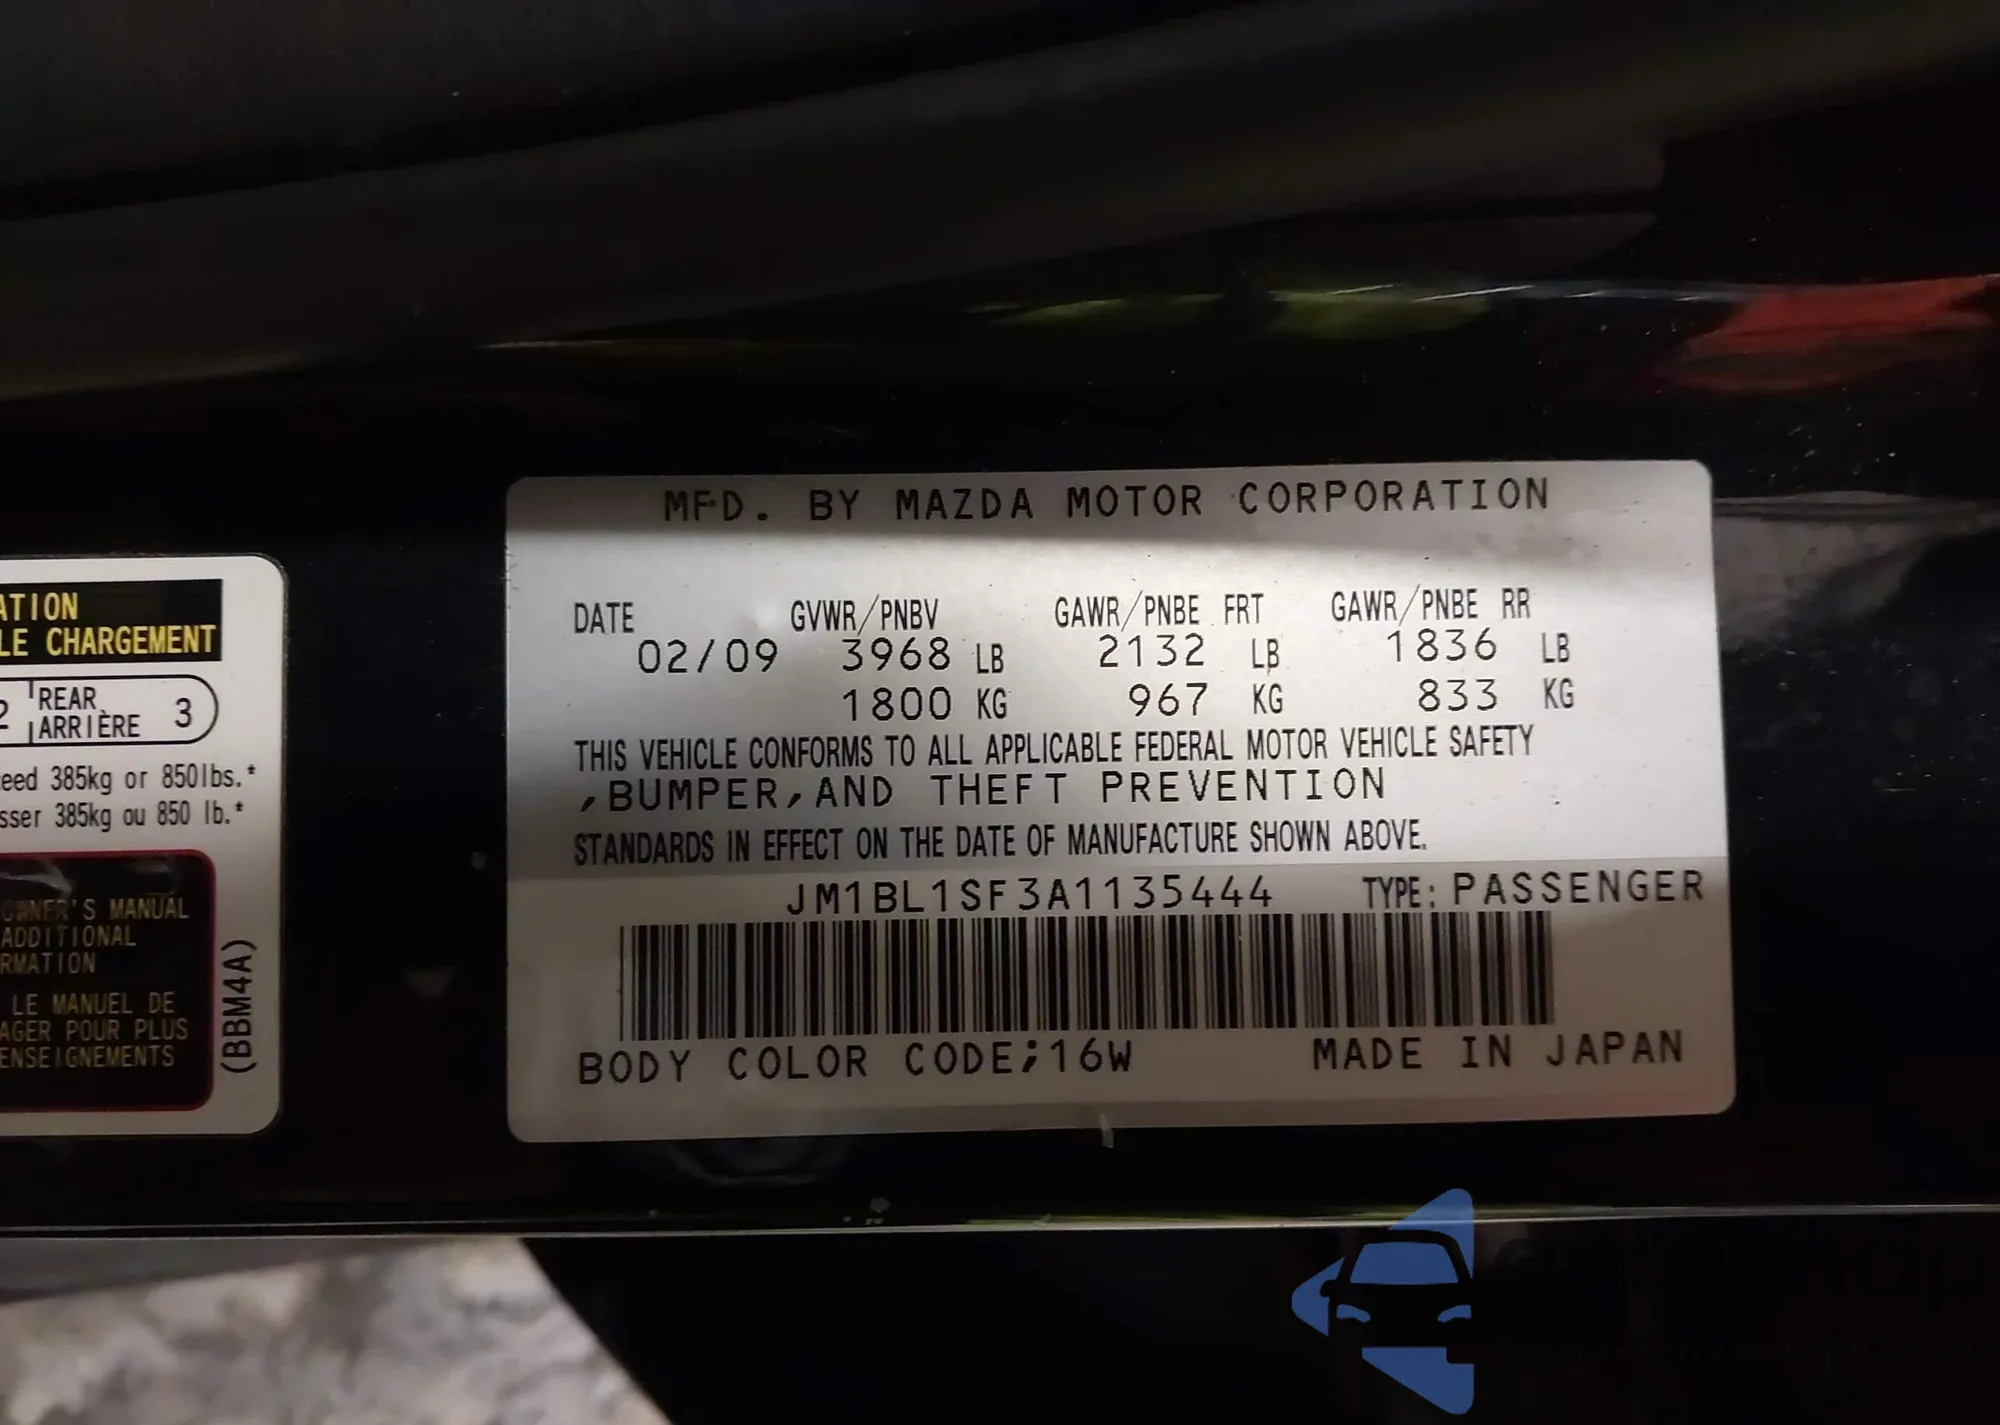 ATION
LE CHARGEMENT
2 REAR
ARRIÈRE 3
eed 385kg or 850lbs.*
sser 385kg ou 850 lb.*
OWNER'S MANUAL
ADDITIONAL
RMATION
LE MANUEL DE
AGER POUR PLUS
ENSEIGNEMENTS
(BBM4A)
MFD. BY MAZDA MOTOR CORPORATION
DATE GVWR/PNBV GAWR/PNBE FRT GAWR/PNBE RR
02/09 3968 LB 2132 LB 1836 LB
1800 KG 967 KG 833 KG
THIS VEHICLE CONFORMS TO ALL APPLICABLE FEDERAL MOTOR VEHICLE SAFETY
,BUMPER,AND THEFT PREVENTION
STANDARDS IN EFFECT ON THE DATE OF MANUFACTURE SHOWN ABOVE.
JM1BL1SF3A1135444 TYPE: PASSENGER
BODY COLOR CODE;16W MADE IN JAPAN